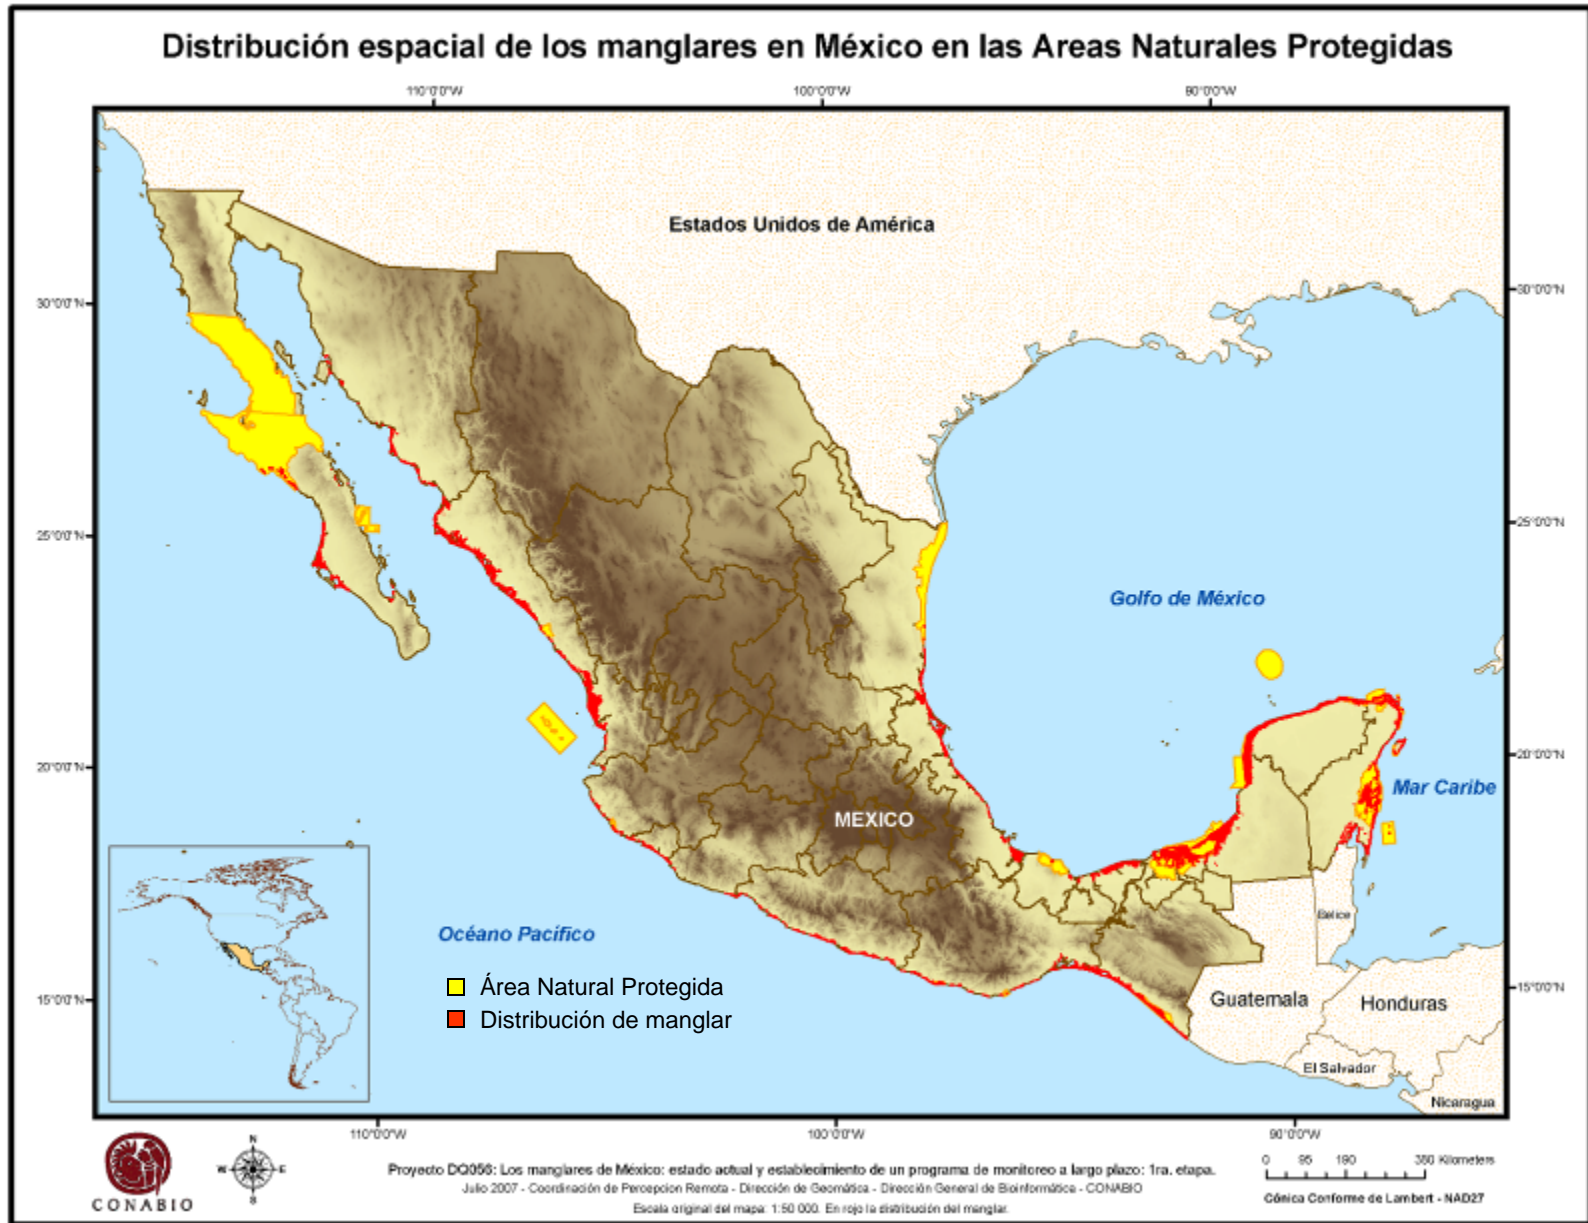 Distribución espacial de los manglares en México en las Areas Naturales Protegidas
110°0'0"W 100°0'0"W 90°0'0"W
Estados Unidos de América
30°0'0"N 30°0'0"N
25°0'0"N 25°0'0"N
Golfo de México
20°0'0"N 20°0'0"N
Mar Caribe
MEXICO
Belice
Océano Pacífico
Área Natural Protegida
Distribución de manglar
15°0'0"N 15°0'0"N
Guatemala
Honduras
El Salvador
Nicaragua
110°0'0"W 100°0'0"W 90°0'0"W
CONABIO
N
W E
S
Proyecto DQ056: Los manglares de México: estado actual y establecimiento de un programa de monitoreo a largo plazo: 1ra. etapa.
Julio 2007 - Coordinación de Percepcion Remota - Dirección de Geomática - Dirección General de Bioinformática - CONABIO
Escala original del mapa: 1:50 000. En rojo la distribución del manglar.
0 95 190 380 Kilometers
Cónica Conforme de Lambert - NAD27